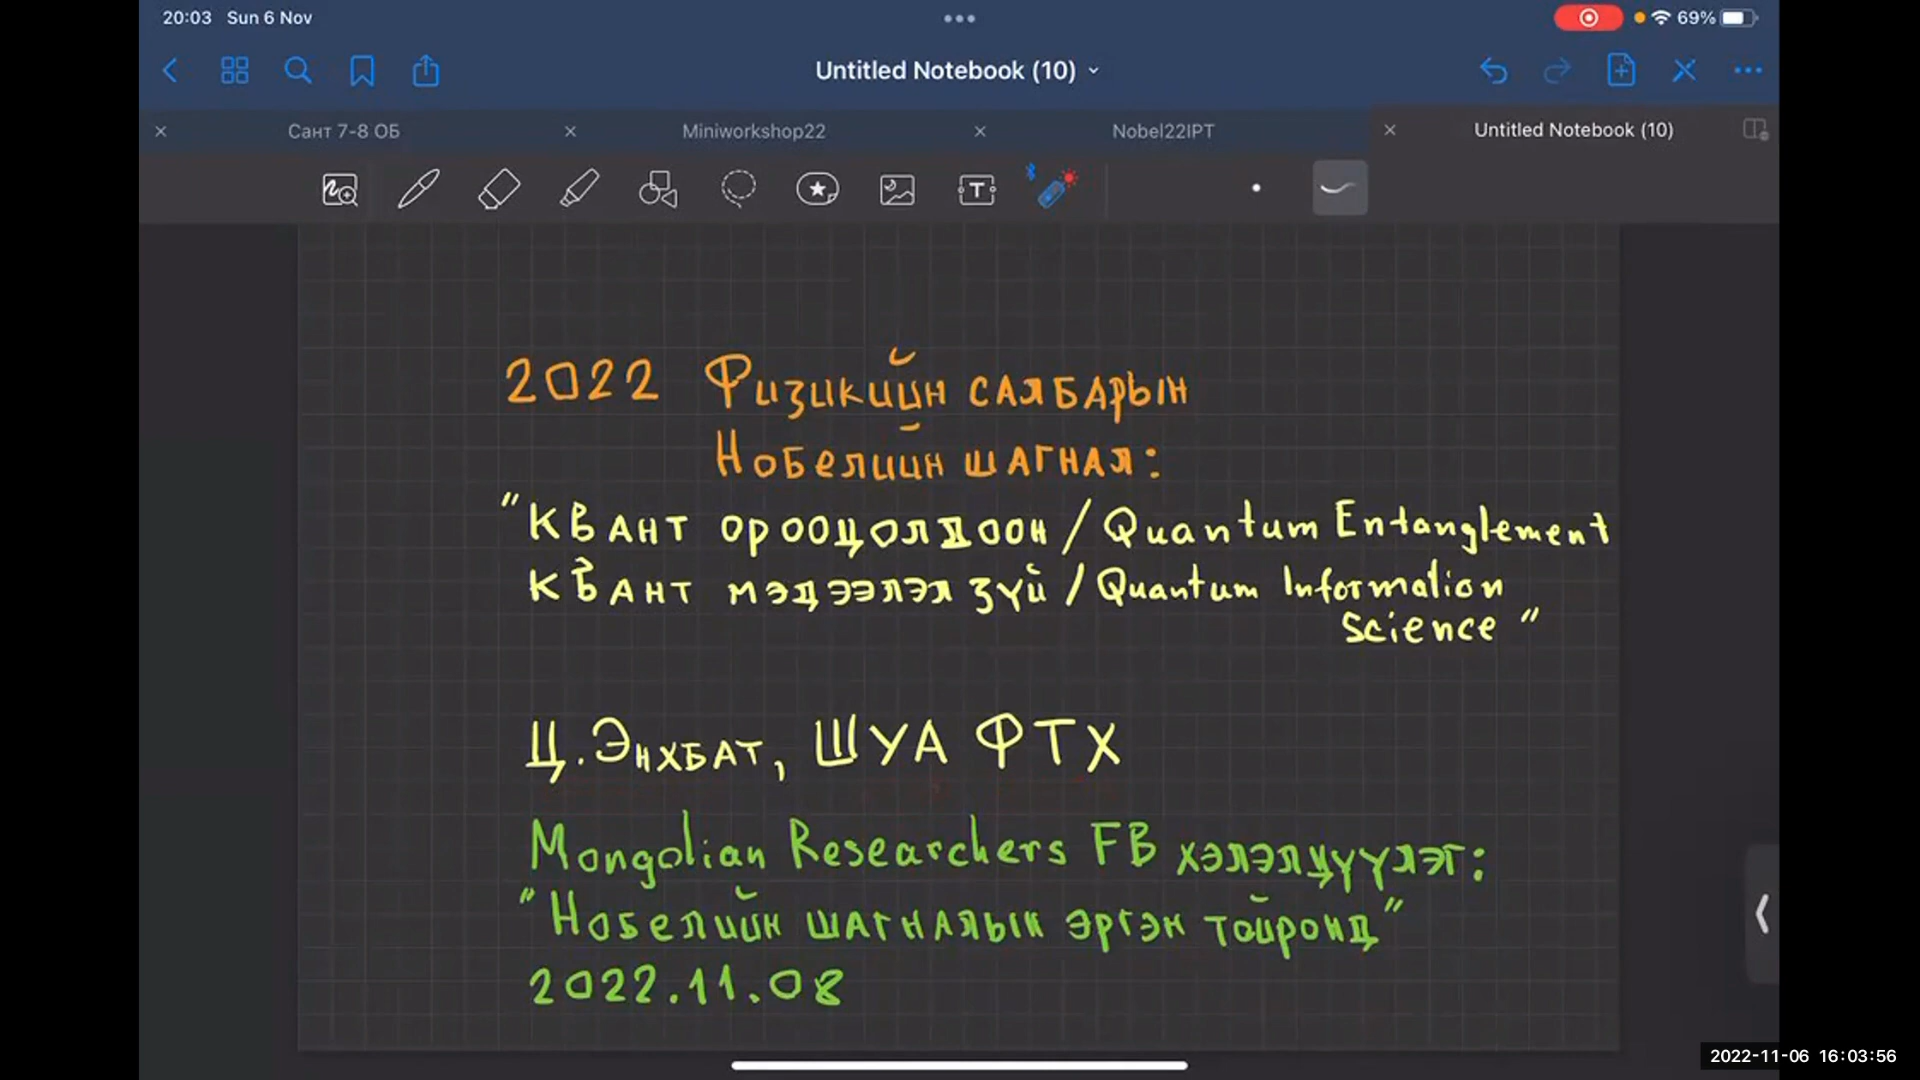 20:03 Sun 6 Nov
69%
Untitled Notebook (10)
Сант 7-8 ОБ
Miniworkshop22
Nobel22IPT
Untitled Notebook (10)
2022 Физикийн салбарын
Нобелийн шагнал:
"Квант орооцолдоон / Quantum Entanglement
Квант мэдээлэл зүй / Quantum Information
Science"
Ц. Энхбат, ШУА ФТХ
Mongolian Researchers FB хэлэлцүүлэг:
"Нобелийн шагналын эргэн тойронд"
2022.11.08
2022-11-06 16:03:56